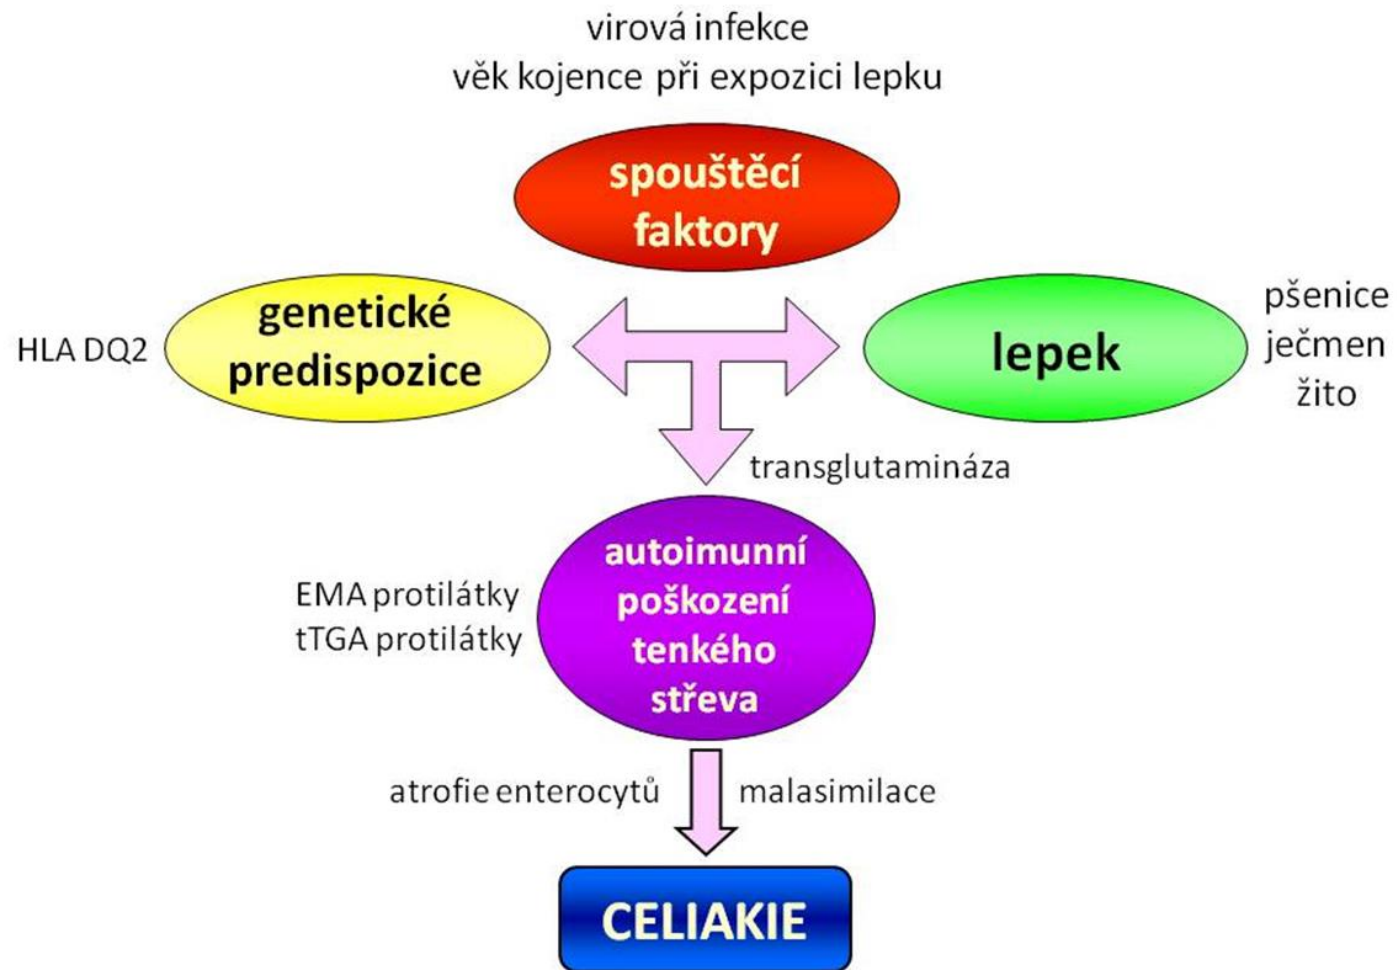 virová infekce
věk kojence při expozici lepku
spouštěcí
faktory
genetické
predispozice
HLA DQ2
lepek
pšenice
ječmen
žito
transglutamináza
autoimunní
poškození
tenkého
střeva
EMA protilátky
tTGA protilátky
atrofie enterocytů
malasimilace
CELIAKIE